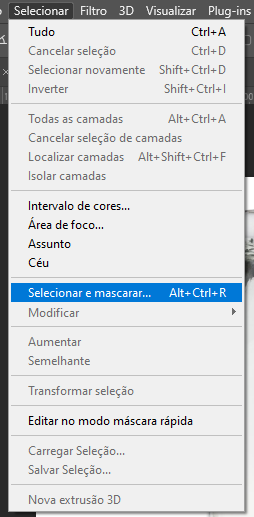 Selecionar Filtro 3D Visualizar Plug-ins
Tudo Ctrl+A
Cancelar seleção Ctrl+D
Selecionar novamente Shift+Ctrl+D
Inverter Shift+Ctrl+I
Todas as camadas Alt+Ctrl+A
Cancelar seleção de camadas
Localizar camadas Alt+Shift+Ctrl+F
Isolar camadas
Intervalo de cores...
Área de foco...
Assunto
Céu
Selecionar e mascarar... Alt+Ctrl+R
Modificar
Aumentar
Semelhante
Transformar seleção
Editar no modo máscara rápida
Carregar Seleção...
Salvar Seleção...
Nova extrusão 3D